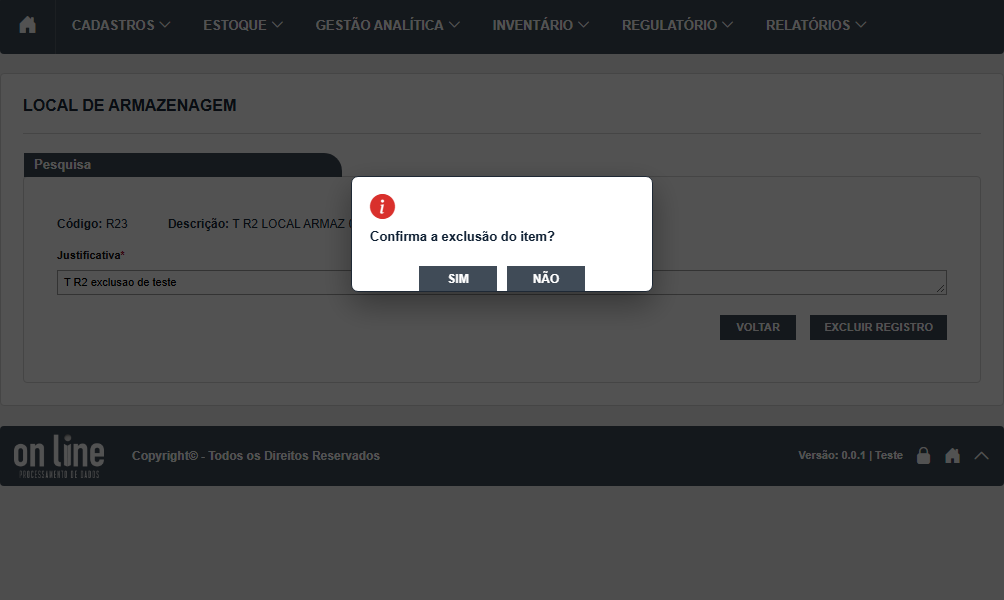 CADASTROS ESTOQUE GESTÃO ANALÍTICA INVENTÁRIO REGULATÓRIO RELATÓRIOS
LOCAL DE ARMAZENAGEM
Pesquisa
Código: R23 Descrição: T R2 LOCAL ARMAZ
Justificativa*
T R2 exclusao de teste
Confirma a exclusão do item?
SIM NÃO
VOLTAR EXCLUIR REGISTRO
on line
PROCESSAMENTO DE DADOS
Copyright© - Todos os Direitos Reservados
Versão: 0.0.1 | Teste